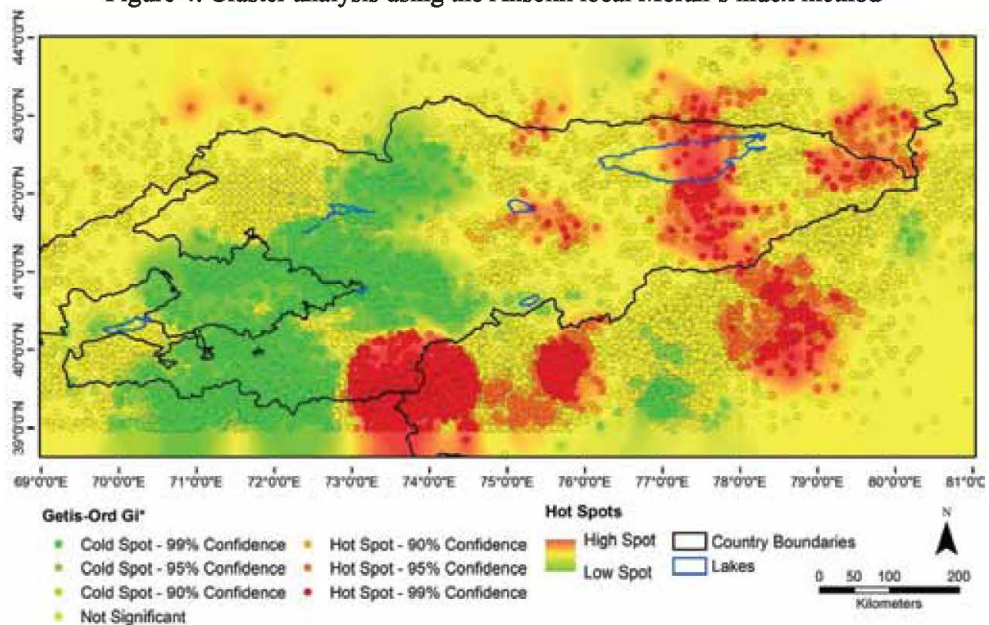 Figure 4. Cluster analysis using the Anselin local Moran's index method
44°0'0"N
43°0'0"N
42°0'0"N
41°0'0"N
40°0'0"N
39°0'0"N
69°0'0"E 70°0'0"E 71°0'0"E 72°0'0"E 73°0'0"E 74°0'0"E 75°0'0"E 76°0'0"E 77°0'0"E 78°0'0"E 79°0'0"E 80°0'0"E 81°0'0"E
Getis-Ord Gi*
Cold Spot - 99% Confidence
Cold Spot - 95% Confidence
Cold Spot - 90% Confidence
Not Significant
Hot Spot - 90% Confidence
Hot Spot - 95% Confidence
Hot Spot - 99% Confidence
Hot Spots
High Spot
Low Spot
Country Boundaries
Lakes
N
0 50 100 200
Kilometers